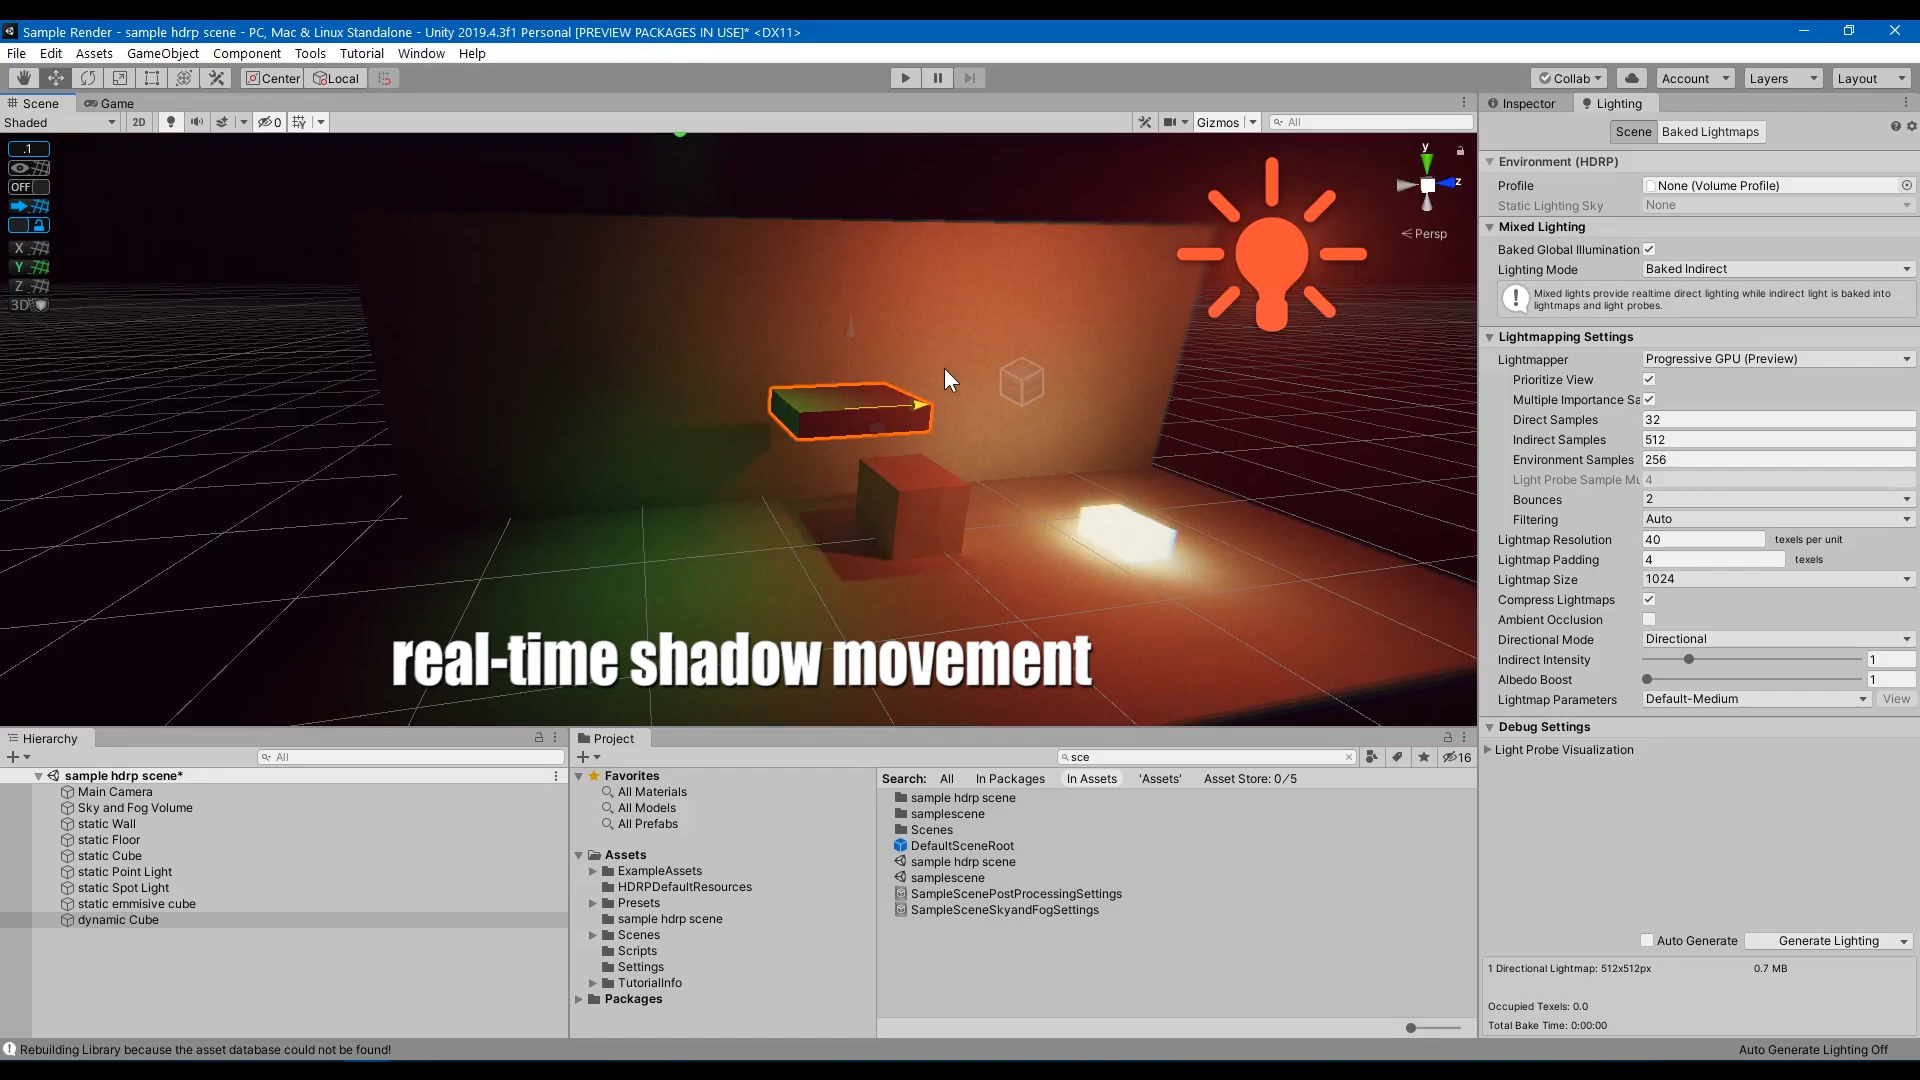 Sample Render - sample hdrp scene - PC, Mac & Linux Standalone - Unity 2019.4.3f1 Personal [PREVIEW PACKAGES IN USE]* <DX11>
File Edit Assets GameObject Component Tools Tutorial Window Help
Center Local Collab Account Layers Layout
Scene Game
Shaded 2D 0 Gizmos All
.1
OFF
X
Y
Z
3D
y
z
Persp
real-time shadow movement
Inspector Lighting
Scene Baked Lightmaps
Environment (HDRP)
Profile None (Volume Profile)
Static Lighting Sky None
Mixed Lighting
Baked Global Illumination
Lighting Mode Baked Indirect
Mixed lights provide realtime direct lighting while indirect light is baked into
lightmaps and light probes.
Lightmapping Settings
Lightmapper Progressive GPU (Preview)
Prioritize View
Multiple Importance Sa
Direct Samples 32
Indirect Samples 512
Environment Samples 256
Light Probe Sample Mu 4
Bounces 2
Filtering Auto
Lightmap Resolution 40 texels per unit
Lightmap Padding 4 texels
Lightmap Size 1024
Compress Lightmaps
Ambient Occlusion
Directional Mode Directional
Indirect Intensity 1
Albedo Boost 1
Lightmap Parameters Default-Medium View
Debug Settings
Light Probe Visualization
Auto Generate Generate Lighting
1 Directional Lightmap: 512x512px 0.7 MB
Occupied Texels: 0.0
Total Bake Time: 0:00:00
Hierarchy
All
sample hdrp scene*
Main Camera
Sky and Fog Volume
static Wall
static Floor
static Cube
static Point Light
static Spot Light
static emmisive cube
dynamic Cube
Project
sce 16
Favorites
All Materials
All Models
All Prefabs
Assets
ExampleAssets
HDRPDefaultResources
Presets
sample hdrp scene
Scenes
Scripts
Settings
TutorialInfo
Packages
Search: All In Packages In Assets 'Assets' Asset Store: 0/5
sample hdrp scene
samplescene
Scenes
DefaultSceneRoot
sample hdrp scene
samplescene
SampleScenePostProcessingSettings
SampleSceneSkyandFogSettings
Rebuilding Library because the asset database could not be found!
Auto Generate Lighting Off